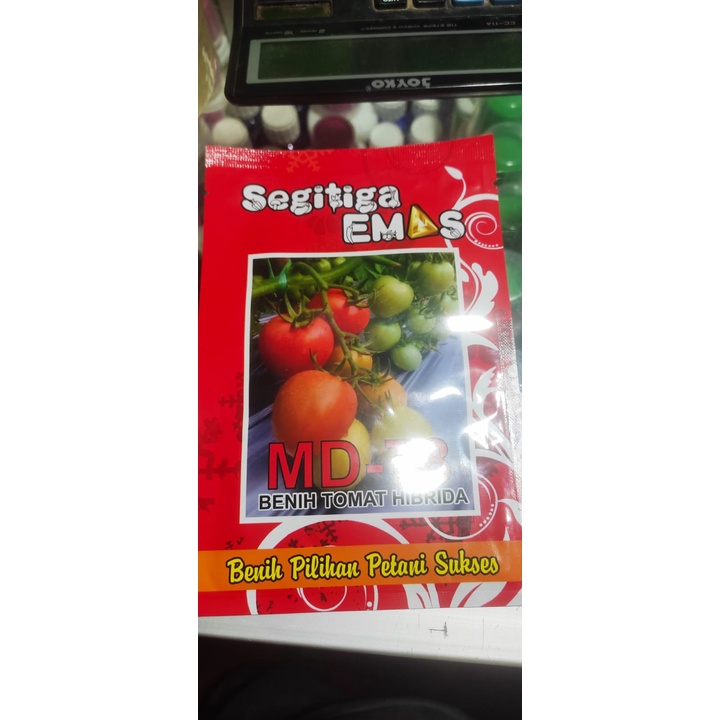 JOYKO
Segitiga
EMAS
MD-
BENIH TOMAT HIBRIDA
Benih Pilihan Petani Sukses